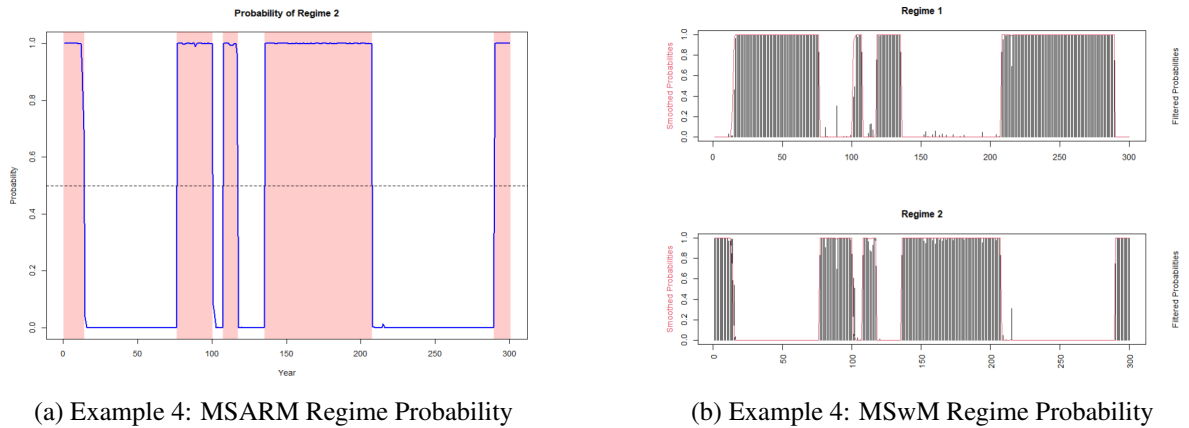 Probability of Regime 2
Probability
1.0
0.8
0.6
0.4
0.2
0.0
0 50 100 150 200 250 300
Year
(a) Example 4: MSARM Regime Probability
Regime 1
Smoothed Probabilities
0.0 0.2 0.4 0.6 0.8 1.0
Filtered Probabilities
0 50 100 150 200 250 300
Regime 2
Smoothed Probabilities
0.0 0.2 0.4 0.6 0.8 1.0
Filtered Probabilities
0 50 100 150 200 250 300
(b) Example 4: MSwM Regime Probability